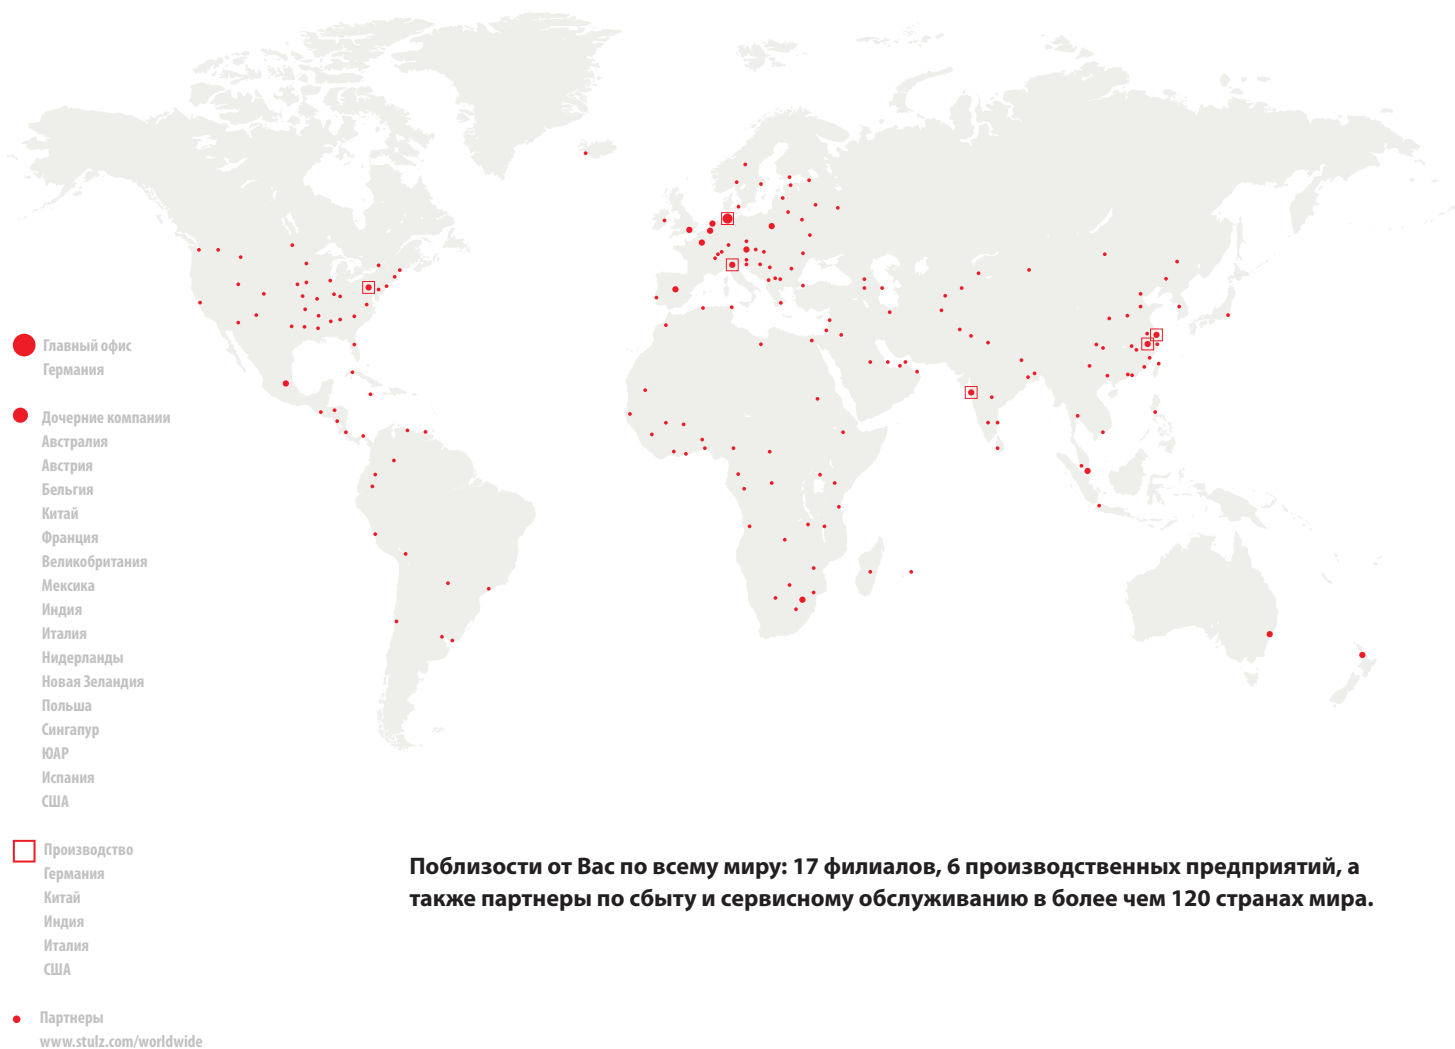 Главный офис
Германия
Дочерние компании
Австралия
Австрия
Бельгия
Китай
Франция
Великобритания
Мексика
Индия
Италия
Нидерланды
Новая Зеландия
Польша
Сингапур
ЮАР
Испания
США
Производство
Германия
Китай
Индия
Италия
США
Партнеры
www.stulz.com/worldwide
Поблизости от Вас по всему миру: 17 филиалов, 6 производственных предприятий, а
также партнеры по сбыту и сервисному обслуживанию в более чем 120 странах мира.